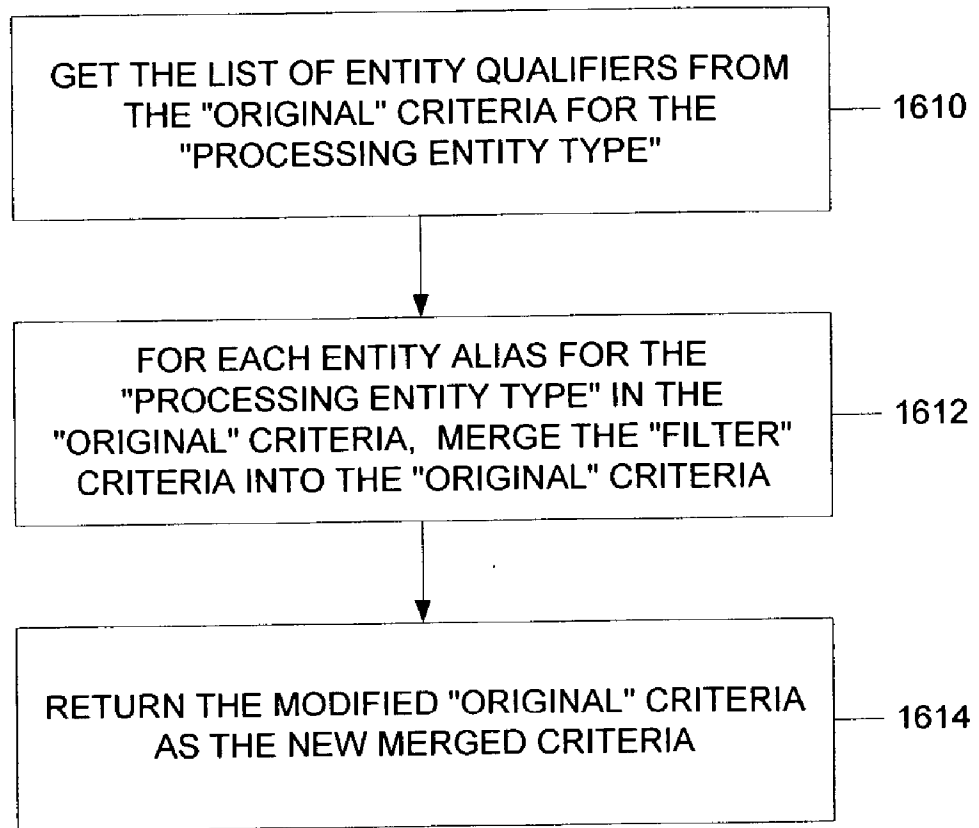 GET THE LIST OF ENTITY QUALIFIERS FROM
THE "ORIGINAL" CRITERIA FOR THE
"PROCESSING ENTITY TYPE"
1610
FOR EACH ENTITY ALIAS FOR THE
"PROCESSING ENTITY TYPE" IN THE
"ORIGINAL" CRITERIA, MERGE THE "FILTER"
CRITERIA INTO THE "ORIGINAL" CRITERIA
1612
RETURN THE MODIFIED "ORIGINAL" CRITERIA
AS THE NEW MERGED CRITERIA
1614